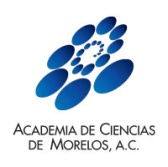 ACADEMIA DE CIENCIAS
DE MORELOS, A.C.